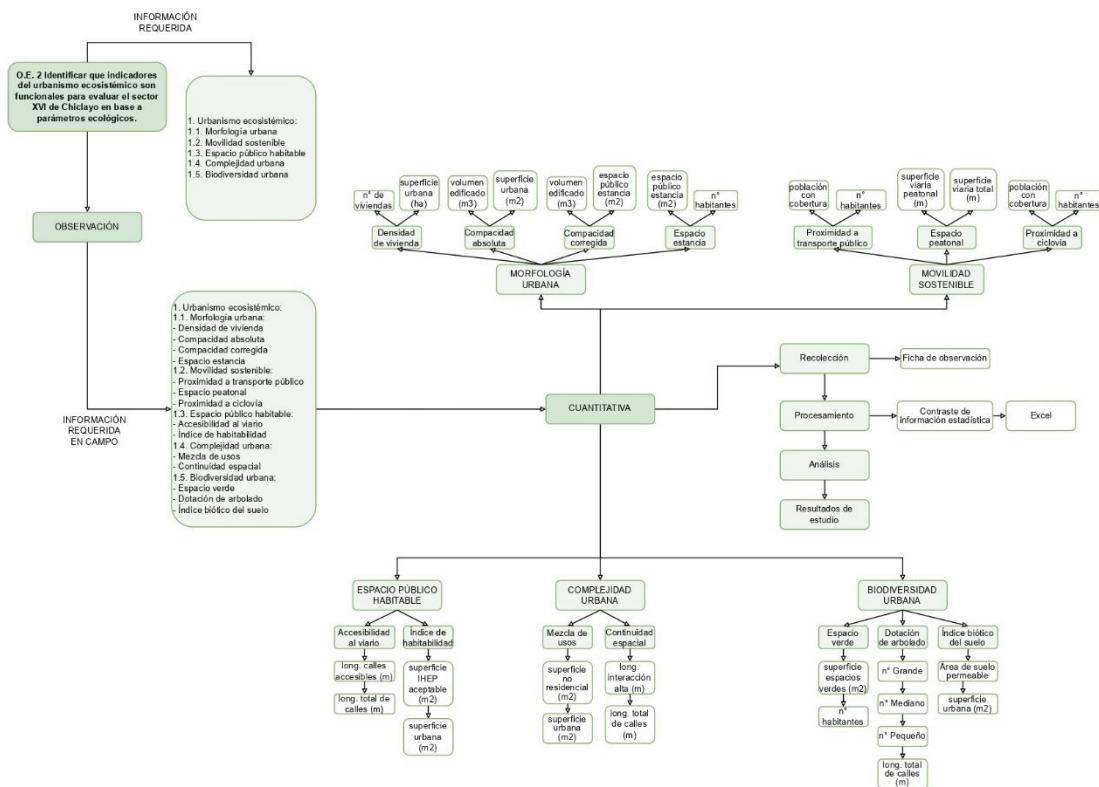 INFORMACIÓN
REQUERIDA
O.E. 2 Identificar que indicadores
del urbanismo ecosistémico son
funcionales para evaluar el sector
XVI de Chiclayo en base a
parámetros ecológicos.
1. Urbanismo ecosistémico:
1.1. Morfología urbana
1.2. Movilidad sostenible
1.3. Espacio público habitable
1.4. Complejidad urbana
1.5. Biodiversidad urbana
OBSERVACIÓN
INFORMACIÓN
REQUERIDA
EN CAMPO
1. Urbanismo ecosistémico:
1.1. Morfología urbana:
- Densidad de vivienda
- Compacidad absoluta
- Compacidad corregida
- Espacio estancia
1.2. Movilidad sostenible:
- Proximidad a transporte público
- Espacio peatonal
- Proximidad a ciclovía
1.3. Espacio público habitable:
- Accesibilidad al viario
- Índice de habitabilidad
1.4. Complejidad urbana:
- Mezcla de usos
- Continuidad espacial
1.5. Biodiversidad urbana:
- Espacio verde
- Dotación de arbolado
- Índice biótico del suelo
n° de
viviendas
superficie
urbana (ha)
volumen
edificado
(m3)
superficie
urbana
(m2)
volumen
edificado
(m3)
espacio
público
estancia
(m2)
espacio
público
estancia
(m2)
n°
habitantes
Densidad
de vivienda
Compacidad
absoluta
Compacidad
corregida
Espacio
estancia
MORFOLOGÍA
URBANA
población
con
cobertura
n°
habitantes
superficie
viaria
peatonal
(m)
superficie
viaria total
(m)
población
con
cobertura
n°
habitantes
Proximidad a
transporte público
Espacio
peatonal
Proximidad a
ciclovía
MOVILIDAD
SOSTENIBLE
CUANTITATIVA
Recolección
Ficha de observación
Procesamiento
Contraste de
información estadística
Excel
Análisis
Resultados de
estudio
ESPACIO PÚBLICO
HABITABLE
Accesibilidad
al viario
long. calles
accesibles (m)
long. total de
calles (m)
Índice de
habitabilidad
superficie
IHEP
aceptable
(m2)
superficie
urbana
(m2)
COMPLEJIDAD
URBANA
Mezcla de
usos
superficie
no
residencial
(m2)
superficie
urbana (m2)
Continuidad
espacial
long.
interacción
alta (m)
long. total
de calles
(m)
BIODIVERSIDAD
URBANA
Espacio
verde
superficie
espacios
verdes (m2)
n°
habitantes
Dotación
de arbolado
n° Grande
n° Mediano
n° Pequeño
long. total
de calles
(m)
Índice biótico
del suelo
Área de suelo
permeable
superficie
urbana (m2)